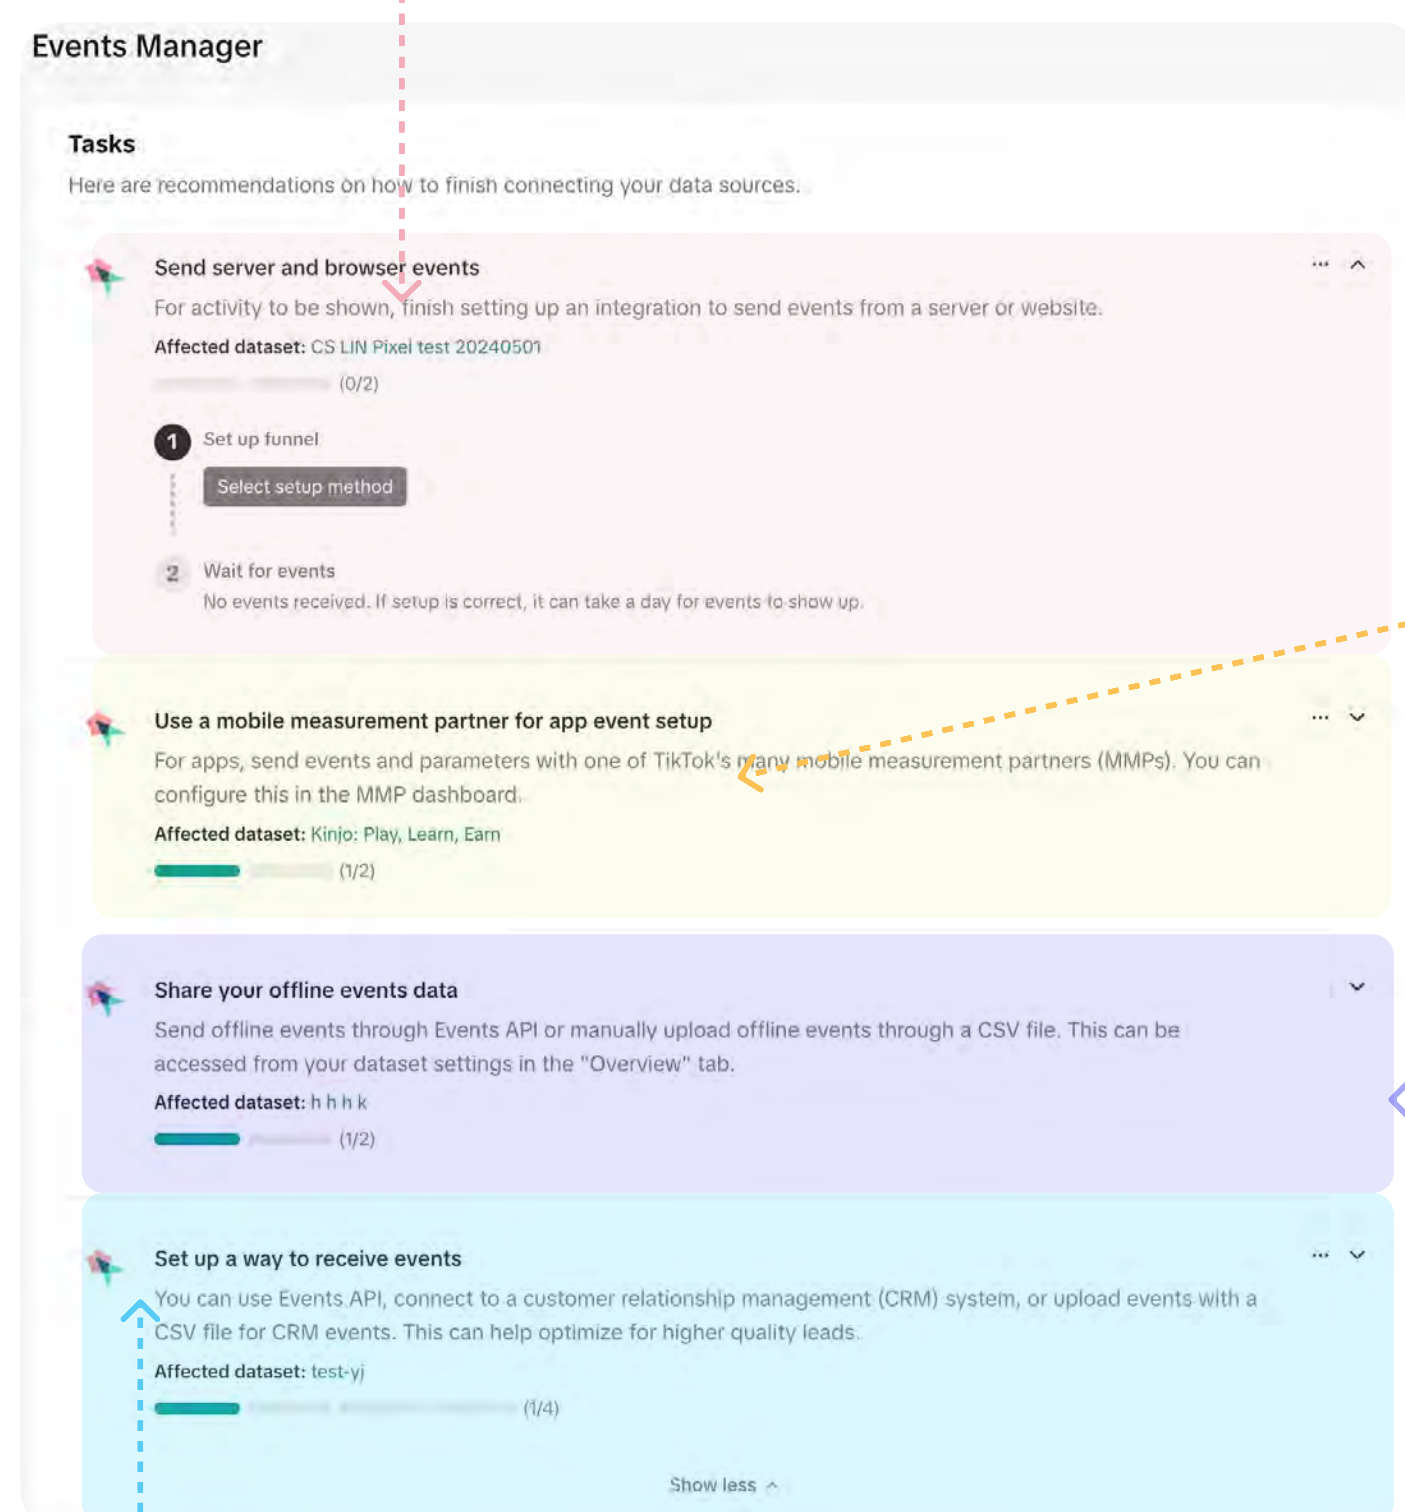 Events Manager
Tasks
Here are recommendations on how to finish connecting your data sources.
Send server and browser events
For activity to be shown, finish setting up an integration to send events from a server or website.
Affected dataset: CS LIN Pixel test 20240501
(0/2)
1 Set up funnel
Select setup method
2 Wait for events
No events received. If setup is correct, it can take a day for events to show up.
Use a mobile measurement partner for app event setup
For apps, send events and parameters with one of TikTok's many mobile measurement partners (MMPs). You can
configure this in the MMP dashboard.
Affected dataset: Kinjo: Play, Learn, Earn
(1/2)
Share your offline events data
Send offline events through Events API or manually upload offline events through a CSV file. This can be
accessed from your dataset settings in the "Overview" tab.
Affected dataset: h h h k
(1/2)
Set up a way to receive events
You can use Events API, connect to a customer relationship management (CRM) system, or upload events with a
CSV file for CRM events. This can help optimize for higher quality leads.
Affected dataset: test-yj
(1/4)
Show less